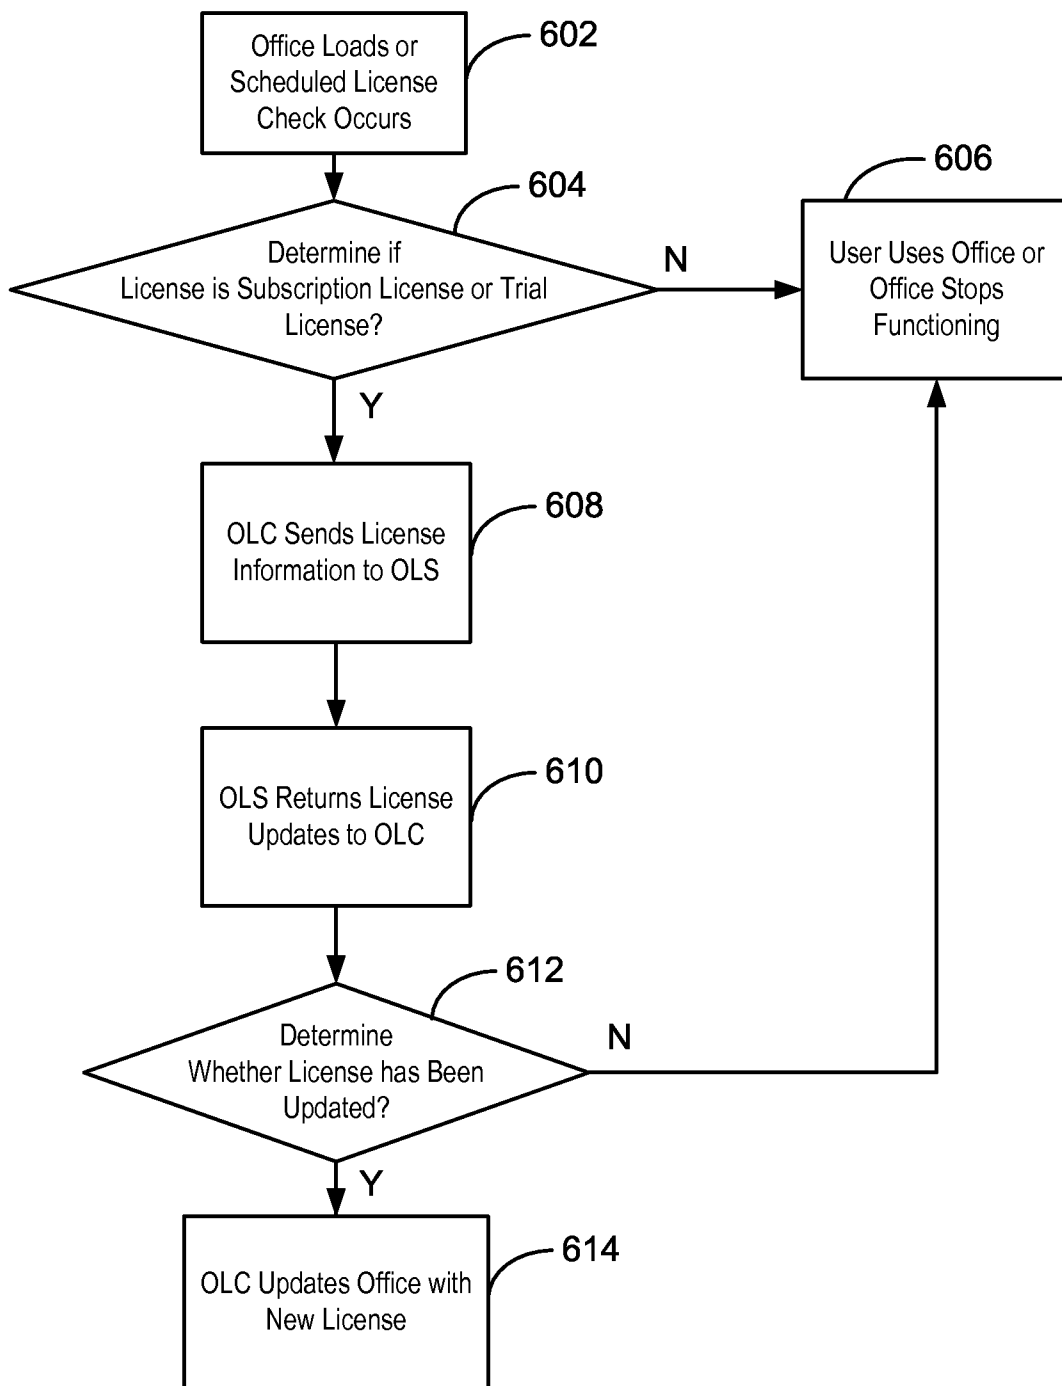 Office Loads or
Scheduled License
Check Occurs
602
604
Determine if
License is Subscription License or Trial
License?
N
606
User Uses Office or
Office Stops
Functioning
Y
608
OLC Sends License
Information to OLS
610
OLS Returns License
Updates to OLC
612
Determine
Whether License has Been
Updated?
N
Y
614
OLC Updates Office with
New License